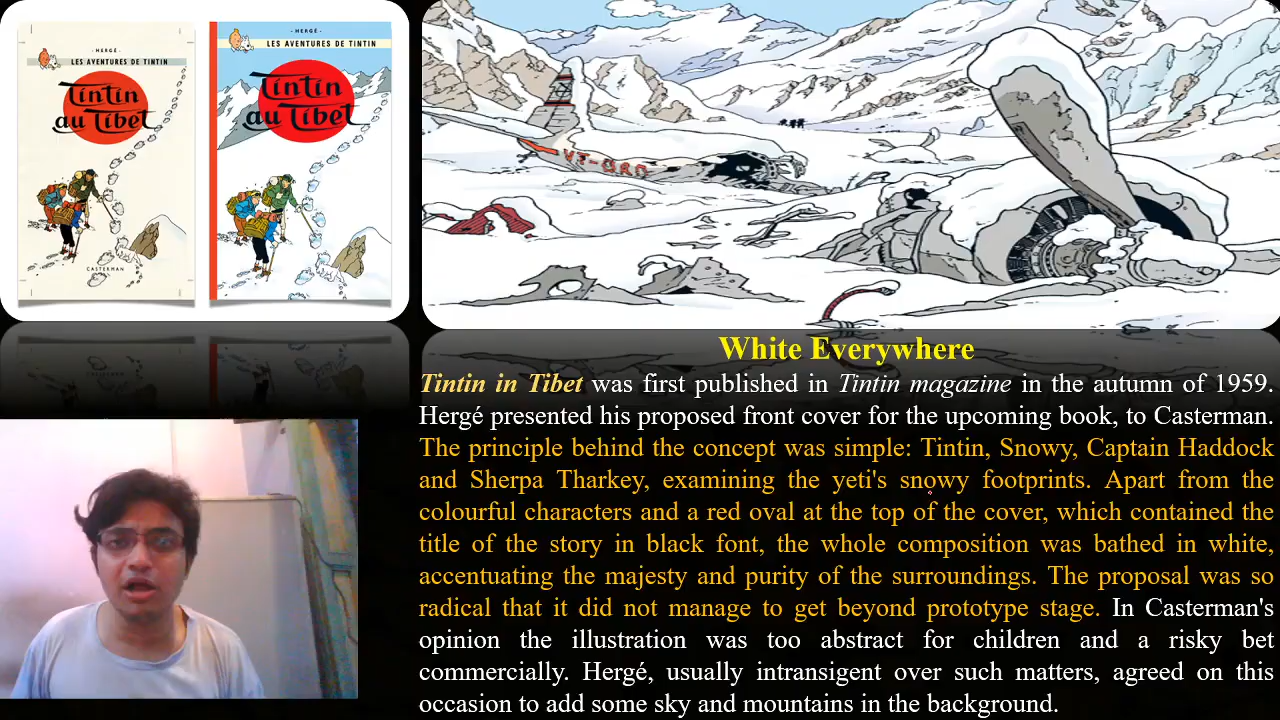 · HERGÉ ·
LES AVENTURES DE TINTIN
Tintin
au Tibet
CASTERMAN
· HERGÉ ·
LES AVENTURES DE TINTIN
Tintin
au Tibet
White Everywhere
Tintin in Tibet was first published in Tintin magazine in the autumn of 1959.
Hergé presented his proposed front cover for the upcoming book, to Casterman.
The principle behind the concept was simple: Tintin, Snowy, Captain Haddock
and Sherpa Tharkey, examining the yeti's snowy footprints. Apart from the
colourful characters and a red oval at the top of the cover, which contained the
title of the story in black font, the whole composition was bathed in white,
accentuating the majesty and purity of the surroundings. The proposal was so
radical that it did not manage to get beyond prototype stage. In Casterman's
opinion the illustration was too abstract for children and a risky bet
commercially. Hergé, usually intransigent over such matters, agreed on this
occasion to add some sky and mountains in the background.